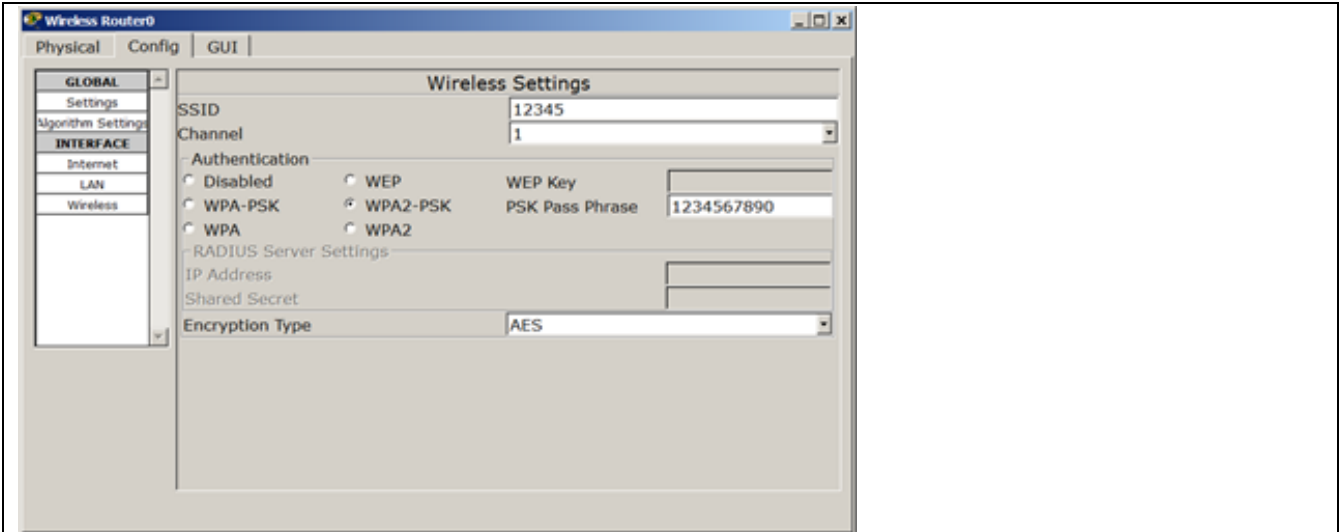 Wireless Router0
Physical Config GUI
GLOBAL
Settings
Algorithm Settings
INTERFACE
Internet
LAN
Wireless
Wireless Settings
SSID 12345
Channel 1
Authentication
Disabled WEP WEP Key
WPA-PSK WPA2-PSK PSK Pass Phrase 1234567890
WPA WPA2
RADIUS Server Settings
IP Address
Shared Secret
Encryption Type AES